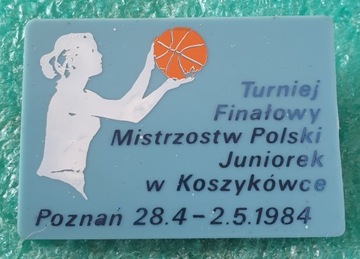 Turniej
Finałowy
Mistrzostw Polski
Juniorek
w Koszykówce
Poznań 28.4-2.5.1984